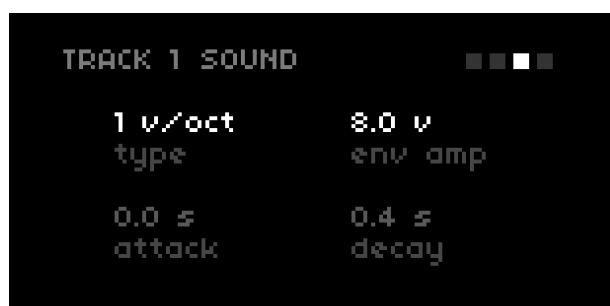 TRACK 1 SOUND
1 v/oct 8.0 v
type env amp
0.0 s 0.4 s
attack decay